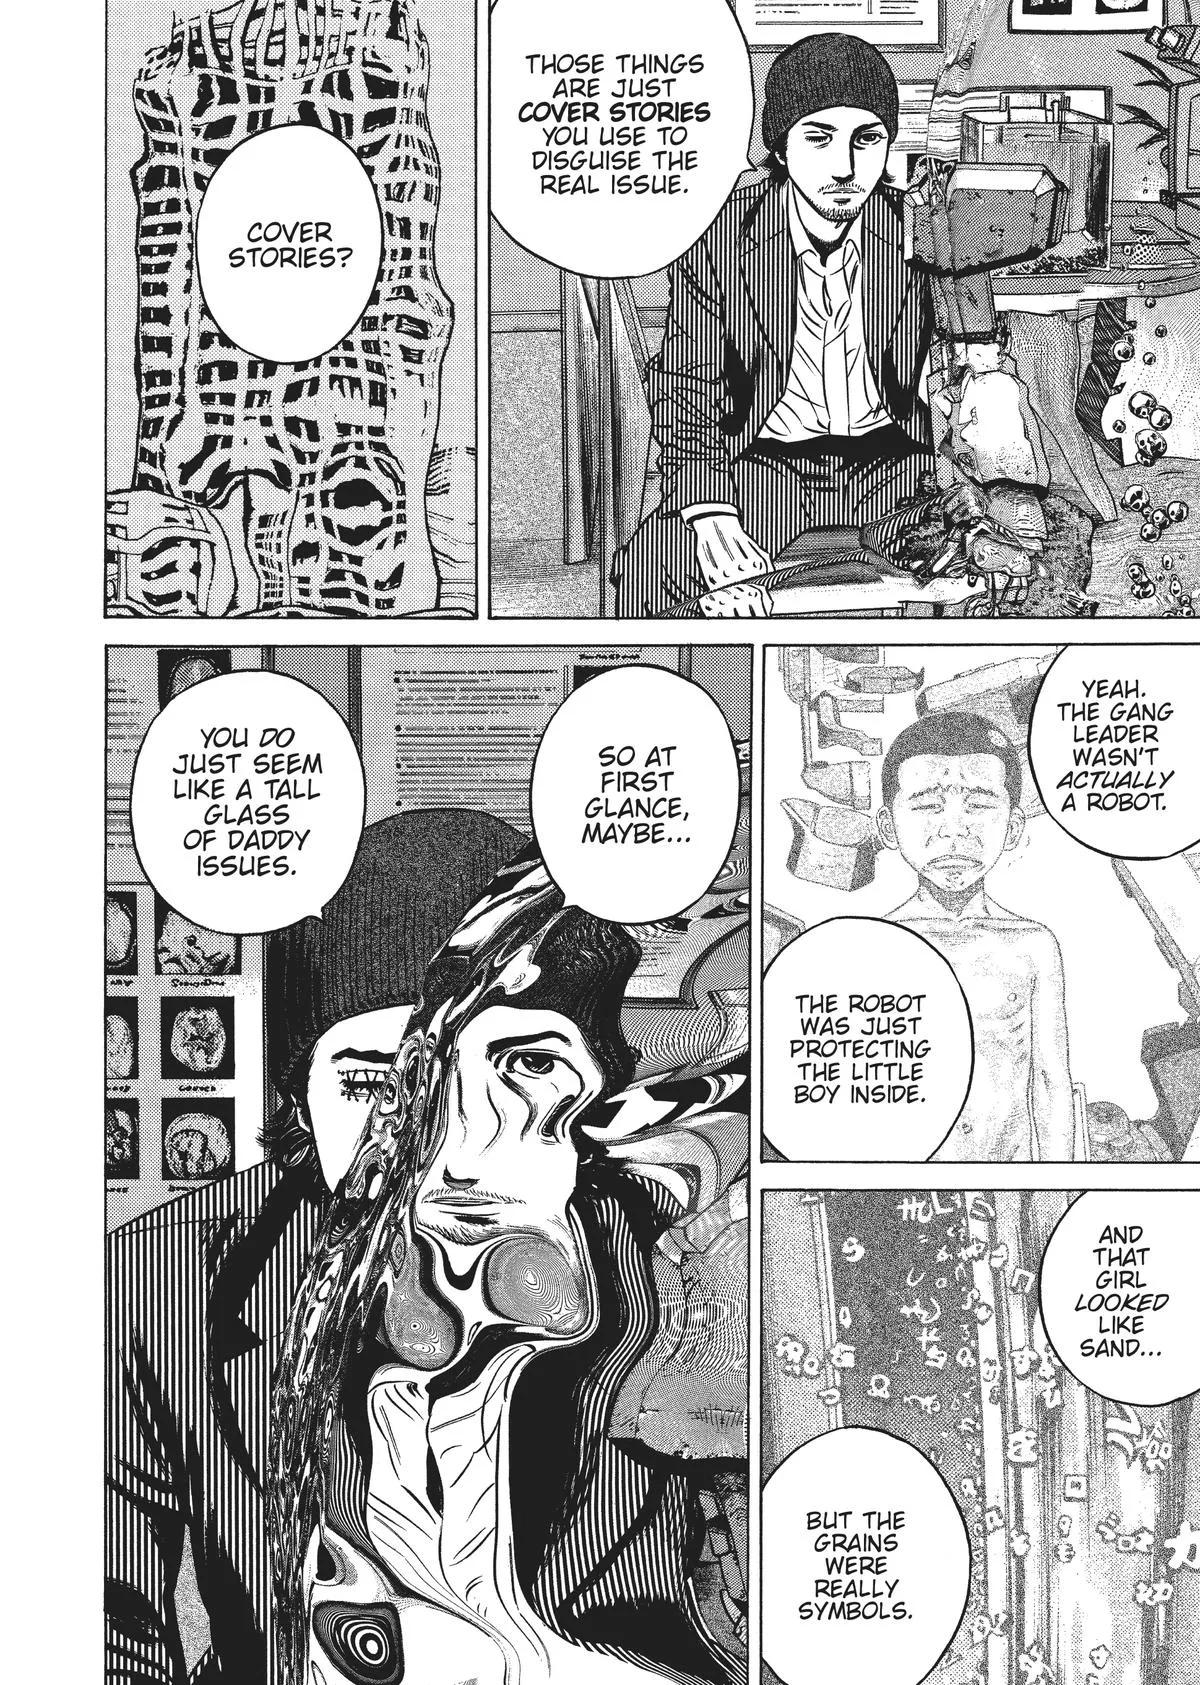 THOSE THINGS
ARE JUST
COVER STORIES
YOU USE TO
DISGUISE THE
REAL ISSUE.
COVER
STORIES?
YEAH.
THE GANG
LEADER
WASN'T
ACTUALLY
A ROBOT.
THE ROBOT
WAS JUST
PROTECTING
THE LITTLE
BOY INSIDE.
AND
THAT
GIRL
LOOKED
LIKE
SAND...
BUT THE
GRAINS
WERE
REALLY
SYMBOLS.
SO AT
FIRST
GLANCE,
MAYBE...
YOU DO
JUST SEEM
LIKE A TALL
GLASS
OF DADDY
ISSUES.